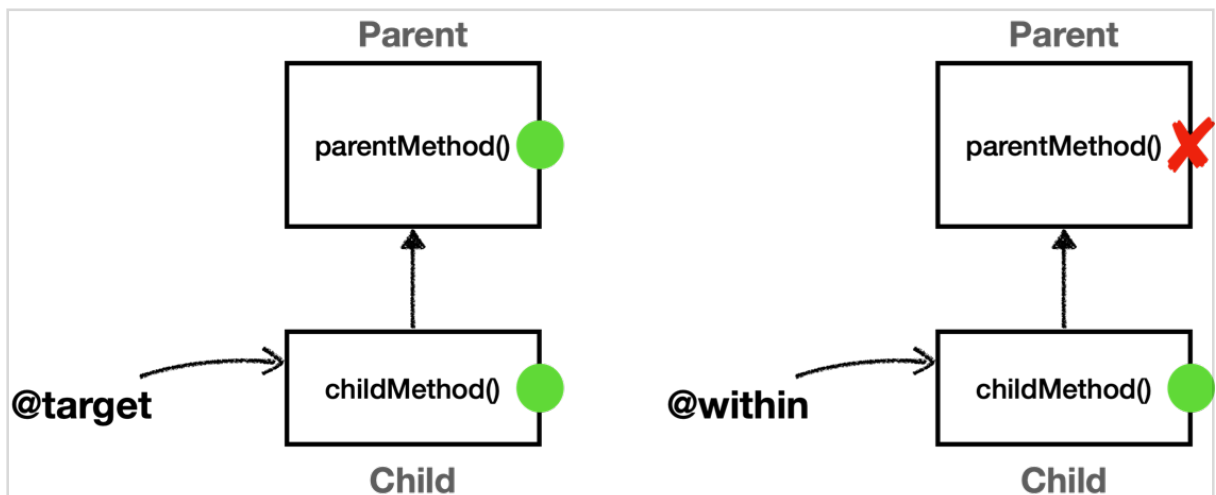 Parent
parentMethod()
@target
childMethod()
Child
Parent
parentMethod()
@within
childMethod()
Child